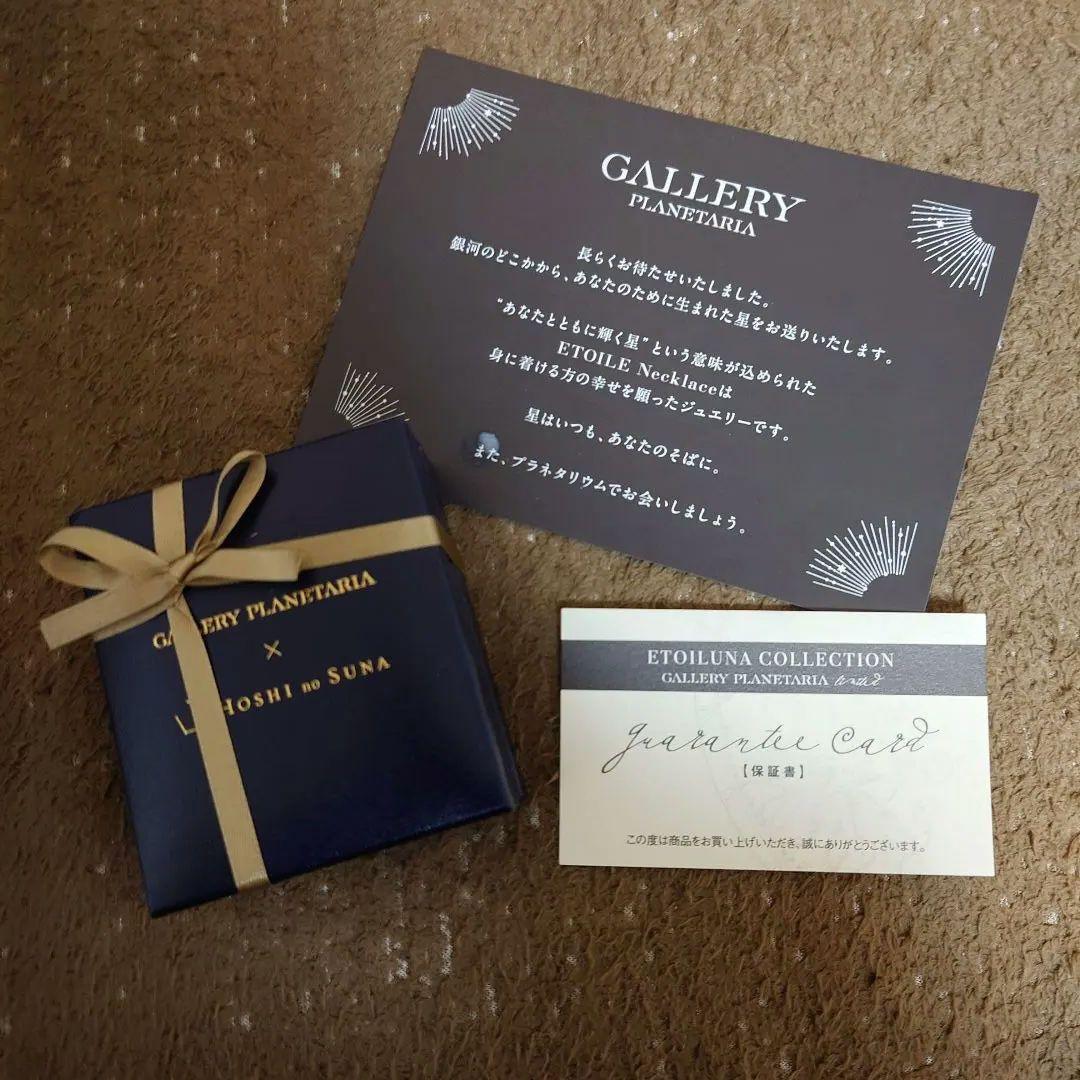 GALLERY
PLANETARIA
長らくお待たせいたしました。
銀河のどこかから、あなたのために生まれた星をお送りいたします。
“あなたとともに輝く星”という意味が込められた
ETOILE Necklaceは
身に着ける方の幸せを願ったジュエリーです。
星はいつも、あなたのそばに。
また、プラネタリウムでお会いしましょう。
GALLERY PLANETARIA
×
HOSHI no SUNA
ETOILUNA COLLECTION
GALLERY PLANETARIA limited
guarantee card
【保証書】
この度は商品をお買い上げいただき、誠にありがとうございます。